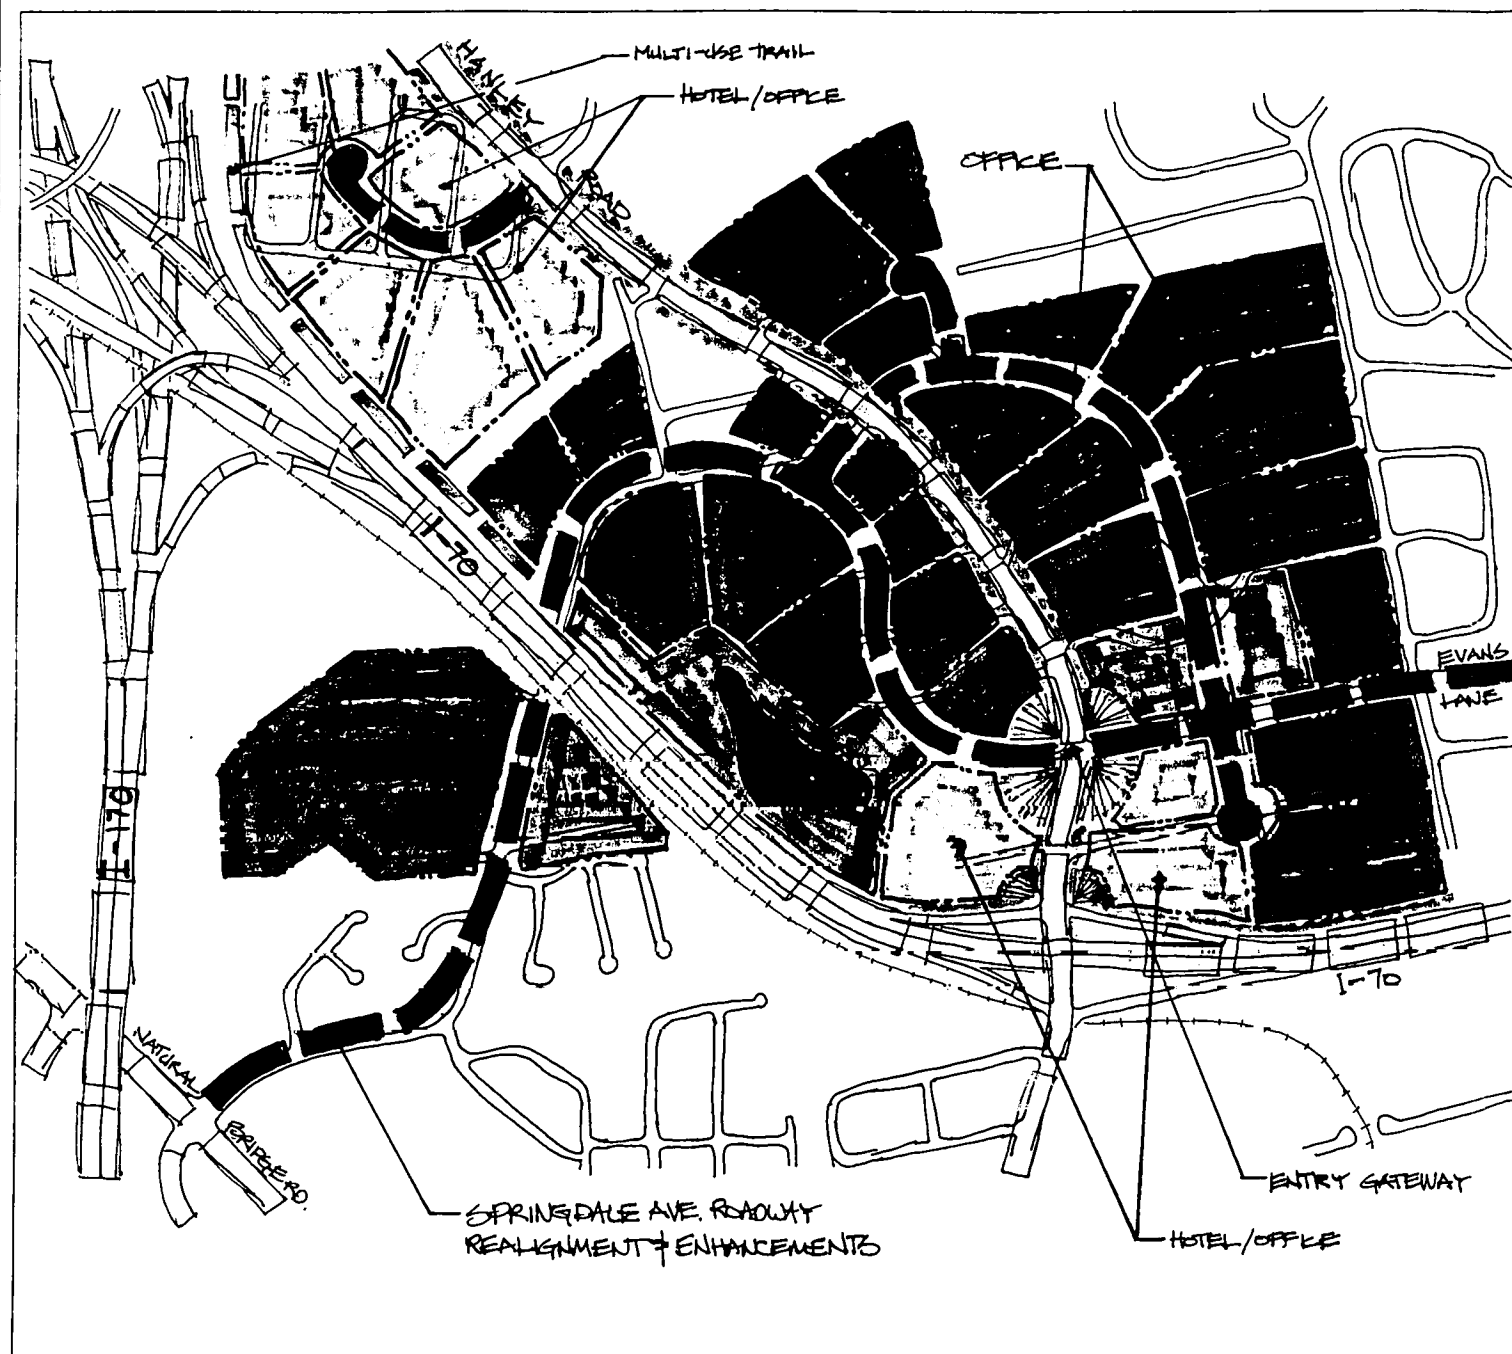 MULTI-USE TRAIL
HOTEL/OFFICE
HANLEY
ROAD
OFFICE
I-70
EVANS
LANE
I-170
I-70
NATURAL
BRIDGE RD.
ENTRY GATEWAY
SPRINGDALE AVE. ROADWAY
REALIGNMENT & ENHANCEMENTS
HOTEL/OFFICE